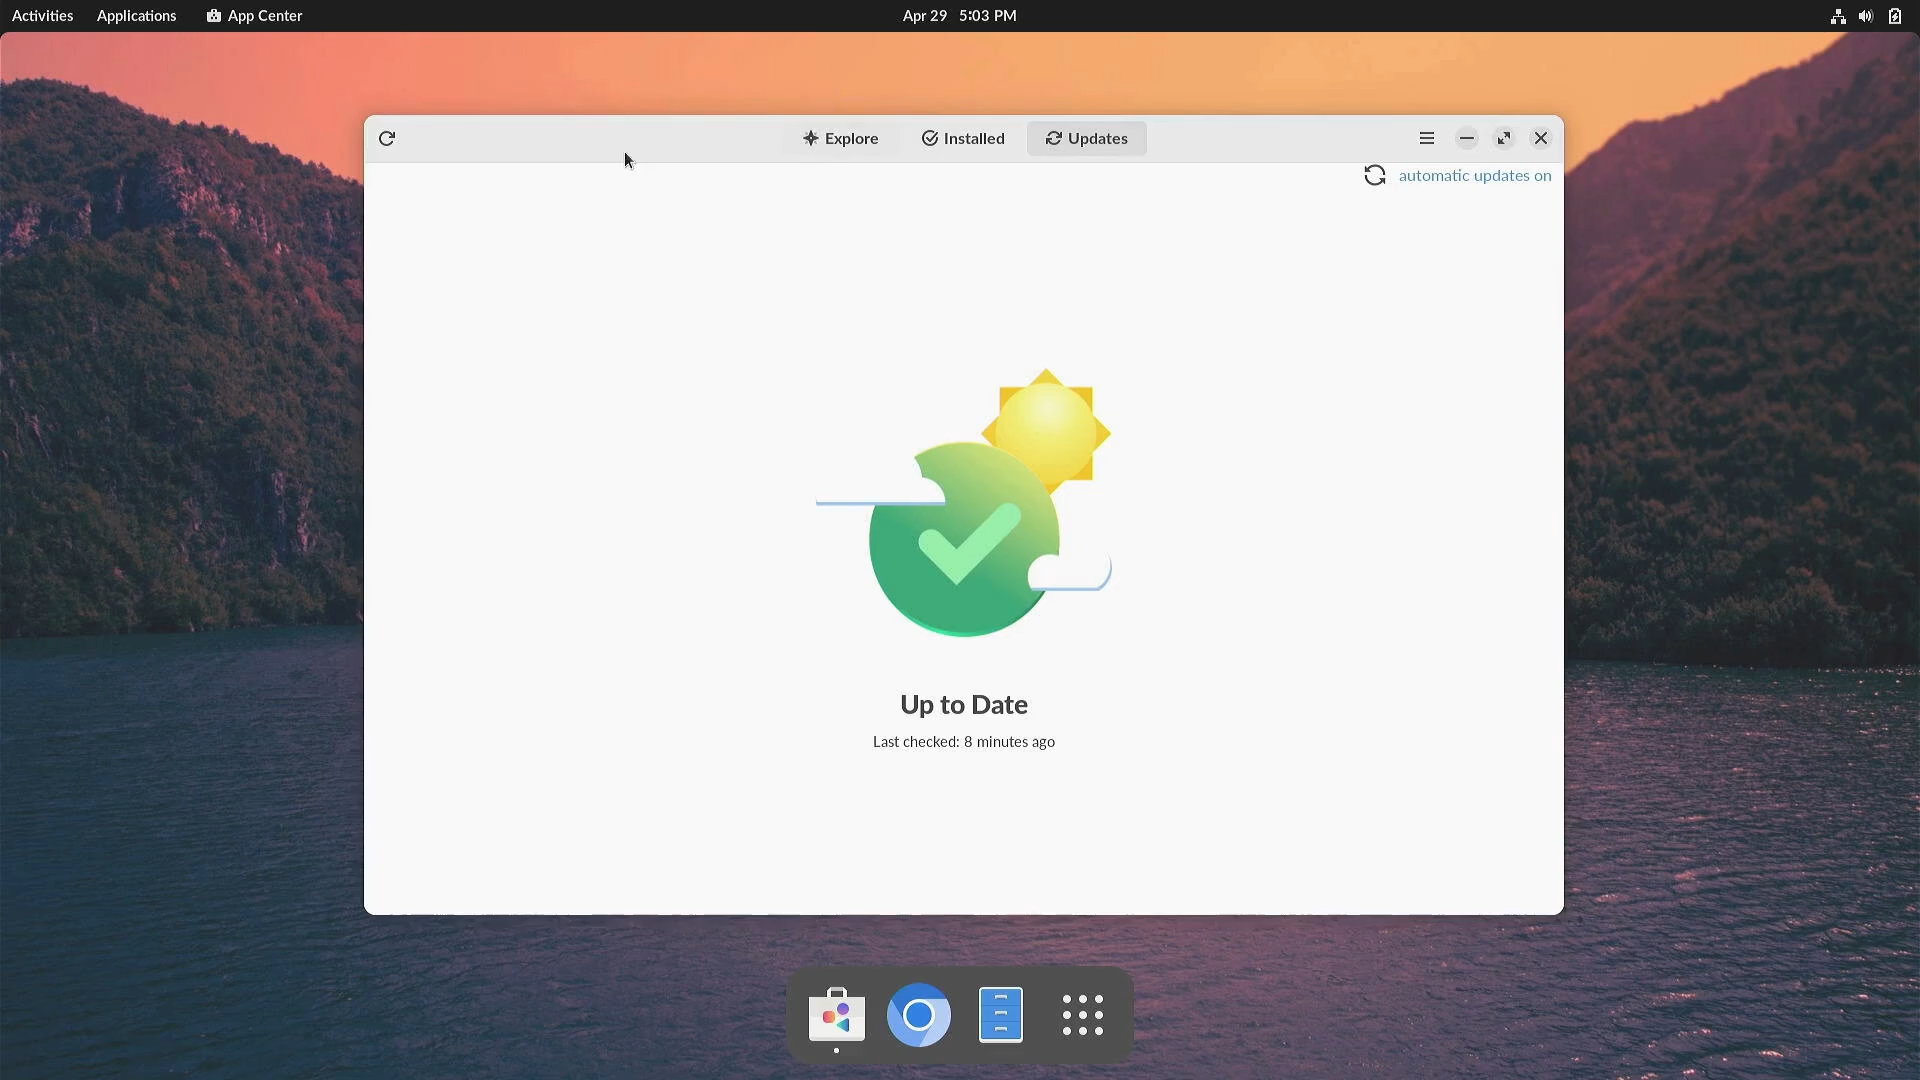 Activities Applications App Center Apr 29 5:03 PM
Explore Installed Updates
automatic updates on
Up to Date
Last checked: 8 minutes ago